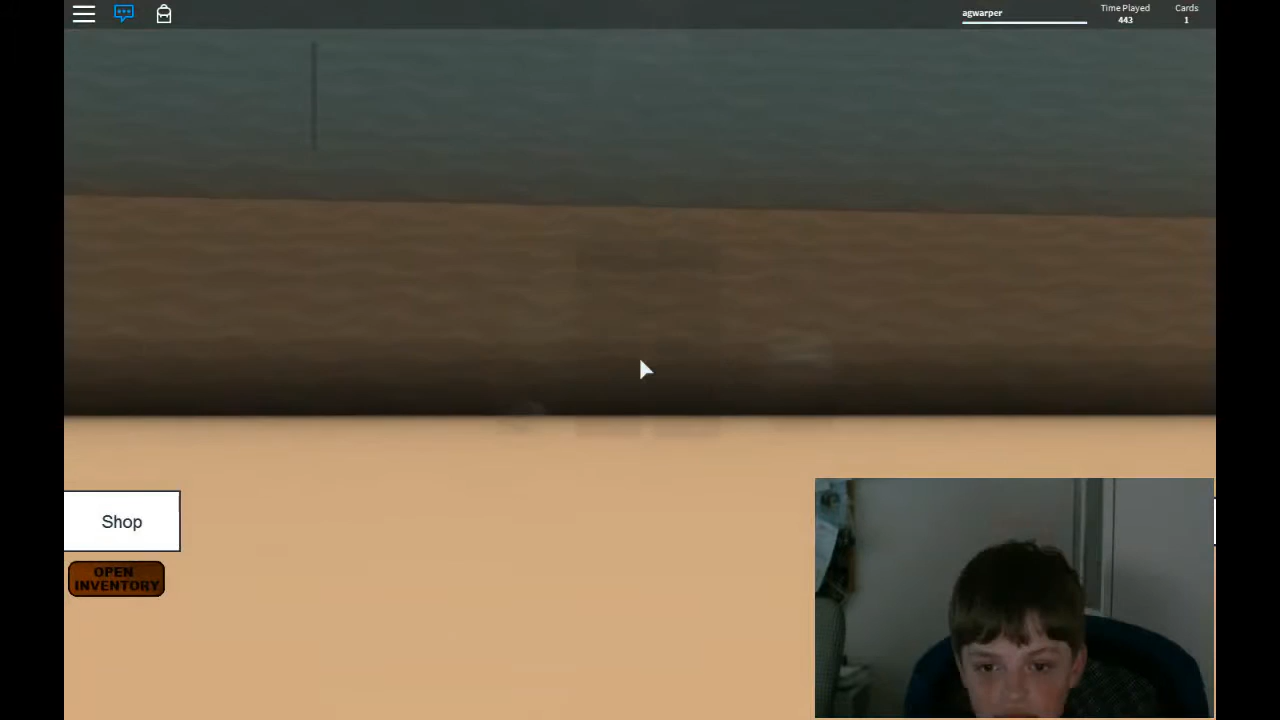 agwarper
Time Played
443
Cards
1
Shop
OPEN
INVENTORY